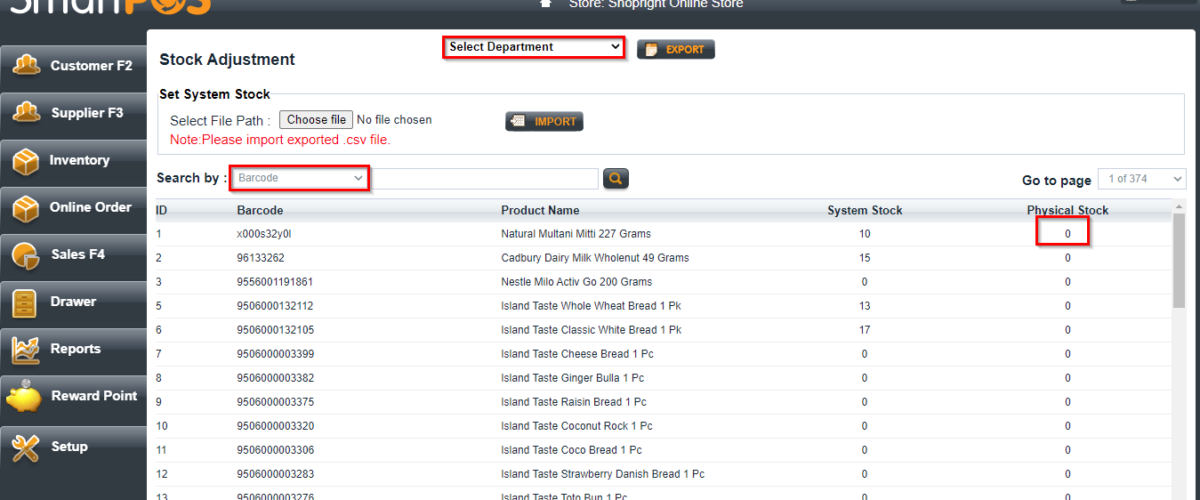 SmartPOS
Store: Shopright Online Store
Customer F2
Supplier F3
Inventory
Online Order
Sales F4
Drawer
Reports
Reward Point
Setup
Stock Adjustment
Select Department
EXPORT
Set System Stock
Select File Path : Choose file No file chosen
IMPORT
Note:Please import exported .csv file.
Search by : Barcode
Go to page 1 of 374
ID Barcode Product Name System Stock Physical Stock
1 x000s32y0l Natural Multani Mitti 227 Grams 10 0
2 96133262 Cadbury Dairy Milk Wholenut 49 Grams 15 0
3 9556001191861 Nestle Milo Activ Go 200 Grams 0 0
5 9506000132112 Island Taste Whole Wheat Bread 1 Pk 13 0
6 9506000132105 Island Taste Classic White Bread 1 Pk 17 0
7 9506000003399 Island Taste Cheese Bread 1 Pc 0 0
8 9506000003382 Island Taste Ginger Bulla 1 Pc 0 0
9 9506000003375 Island Taste Raisin Bread 1 Pc 0 0
10 9506000003320 Island Taste Coconut Rock 1 Pc 0 0
11 9506000003306 Island Taste Coco Bread 1 Pc 0 0
12 9506000003283 Island Taste Strawberry Danish Bread 1 Pc 0 0
13 9506000003276 Island Taste Toto Bun 1 Pc 0 0